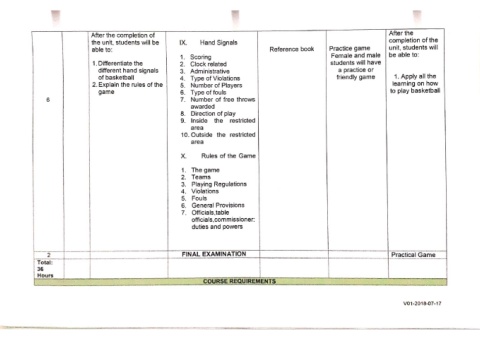 After the completion of
the unit, students will be
able to:
1. Differentiate the
different hand signals
of basketball
2. Explain the rules of the
game
6
IX. Hand Signals
1. Scoring
2. Clock related
3. Administrative
4. Type of Violations
5. Number of Players
6. Type of fouls
7. Number of free throws
awarded
8. Direction of play
9. Inside the restricted
area
10. Outside the restricted
area
X. Rules of the Game
1. The game
2. Teams
3. Playing Regulations
4. Violations
5. Fouls
6. General Provisions
7. Officials,table
officials,commissioner:
duties and powers
Reference book
Practice game
Female and male
students will have
a practice or
friendly game
After the
completion of the
unit, students will
be able to:
1. Apply all the
learning on how
to play basketball
2
FINAL EXAMINATION
Practical Game
Total:
36
Hours
COURSE REQUIREMENTS
V01-2018-07-17